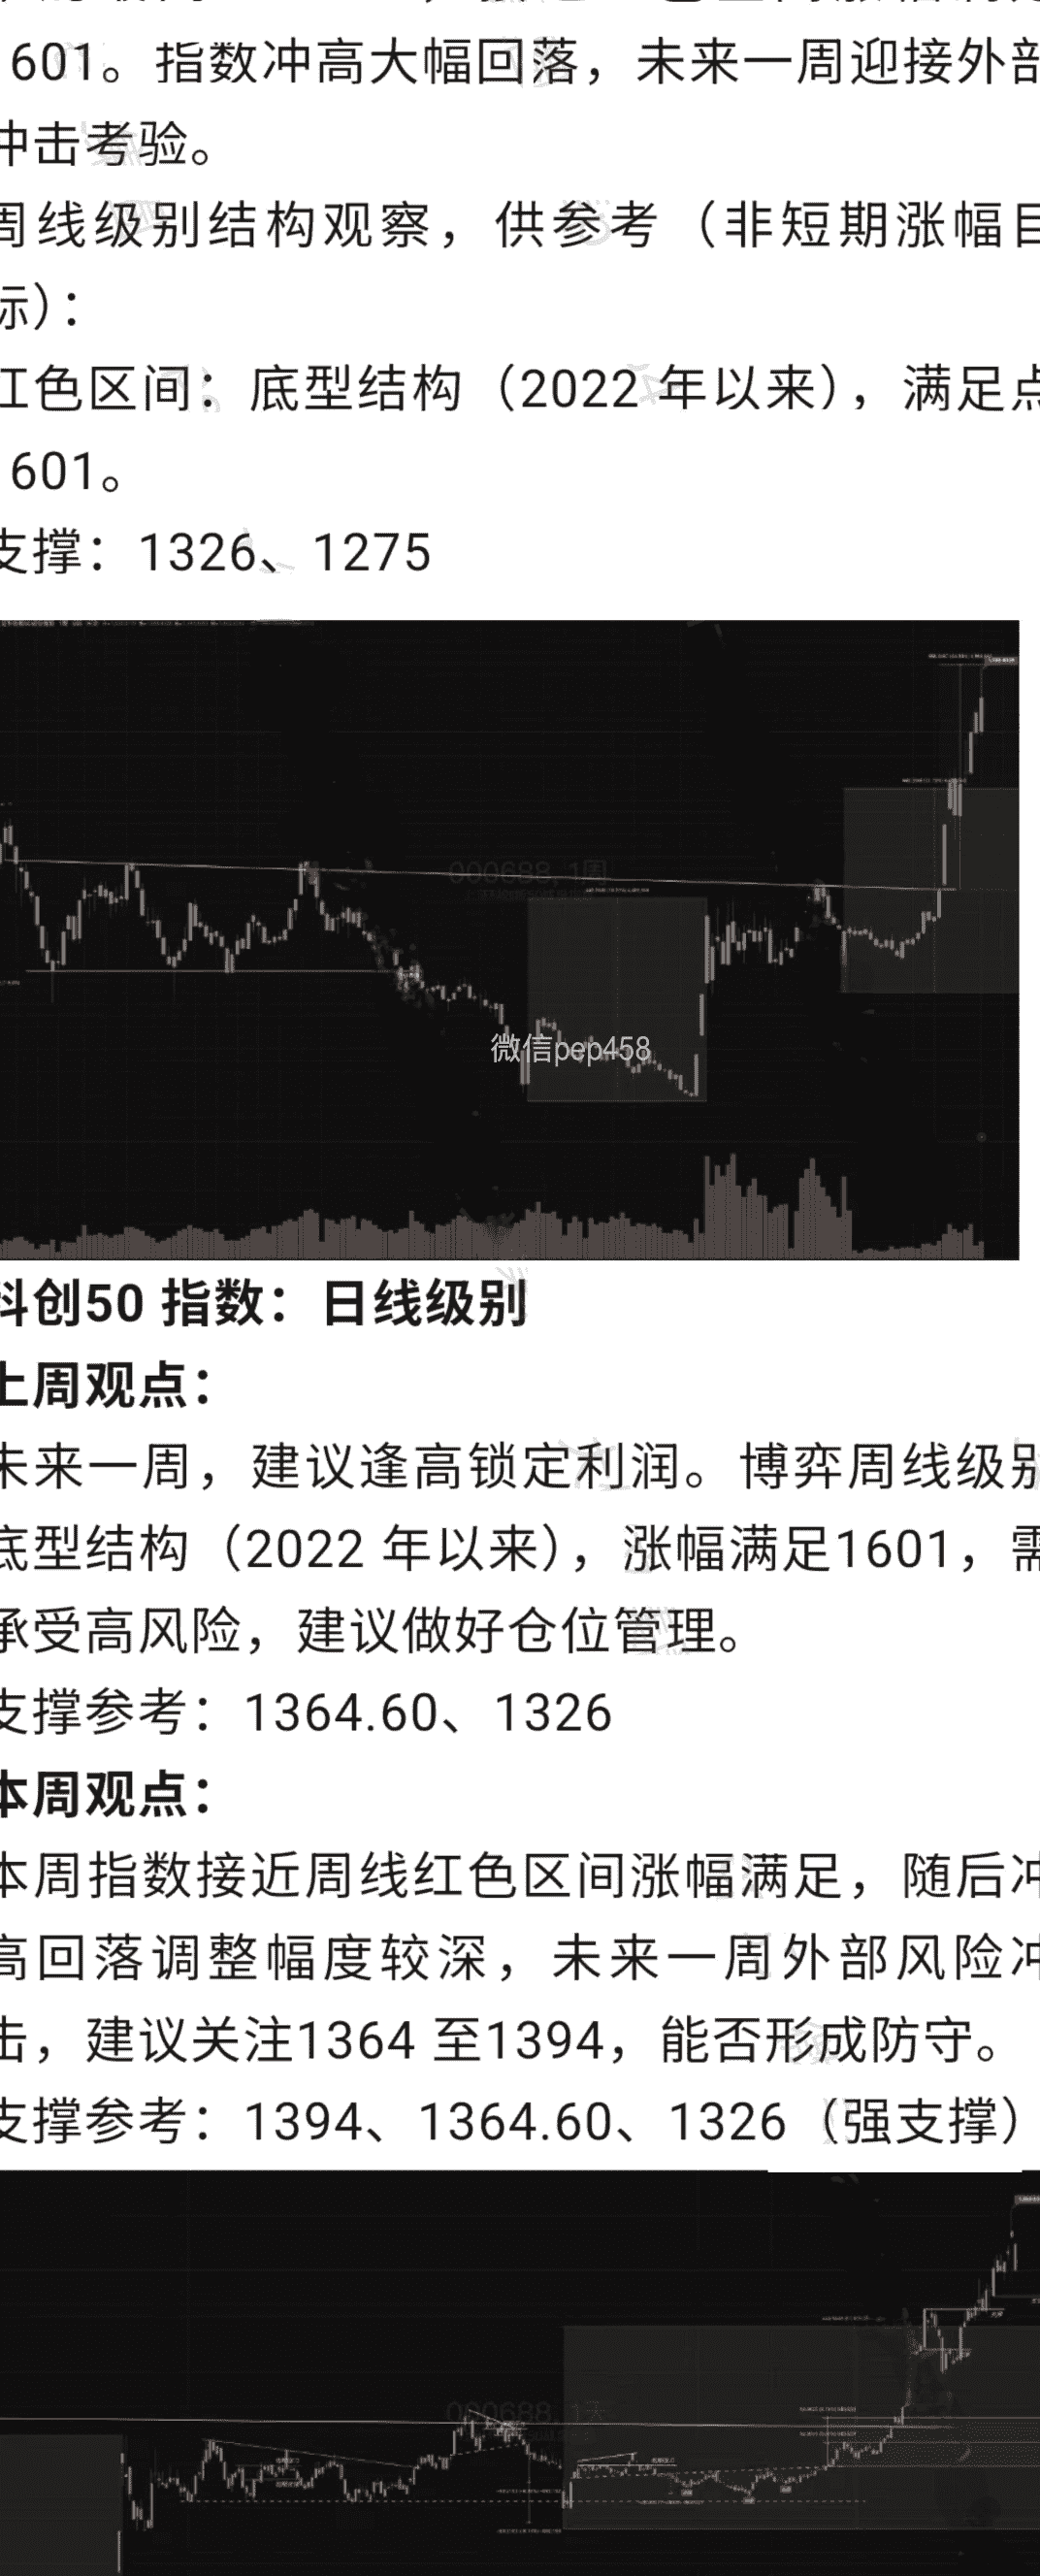 601。指数冲高大幅回落，未来一周迎接外部
冲击考验。
周线级别结构观察，供参考（非短期涨幅目
标）：
红色区间：底型结构（2022 年以来），满足点
601。
支撑：1326、1275
000688, 1周
微信pep458
科创50 指数：日线级别
上周观点：
未来一周，建议逢高锁定利润。博弈周线级别
底型结构（2022 年以来），涨幅满足1601，需
承受高风险，建议做好仓位管理。
支撑参考：1364.60、1326
本周观点：
本周指数接近周线红色区间涨幅满足，随后冲
高回落调整幅度较深，未来一周外部风险冲
击，建议关注1364 至1394，能否形成防守。
支撑参考：1394、1364.60、1326（强支撑）
000688, 1天